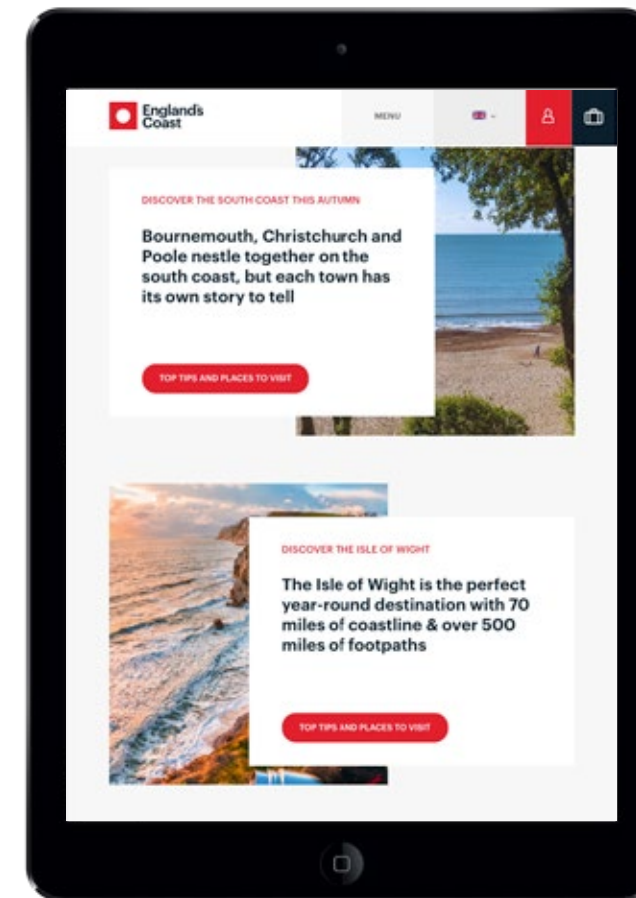 England's
Coast
MENU
DISCOVER THE SOUTH COAST THIS AUTUMN
Bournemouth, Christchurch and
Poole nestle together on the
south coast, but each town has
its own story to tell
TOP TIPS AND PLACES TO VISIT
DISCOVER THE ISLE OF WIGHT
The Isle of Wight is the perfect
year-round destination with 70
miles of coastline & over 500
miles of footpaths
TOP TIPS AND PLACES TO VISIT